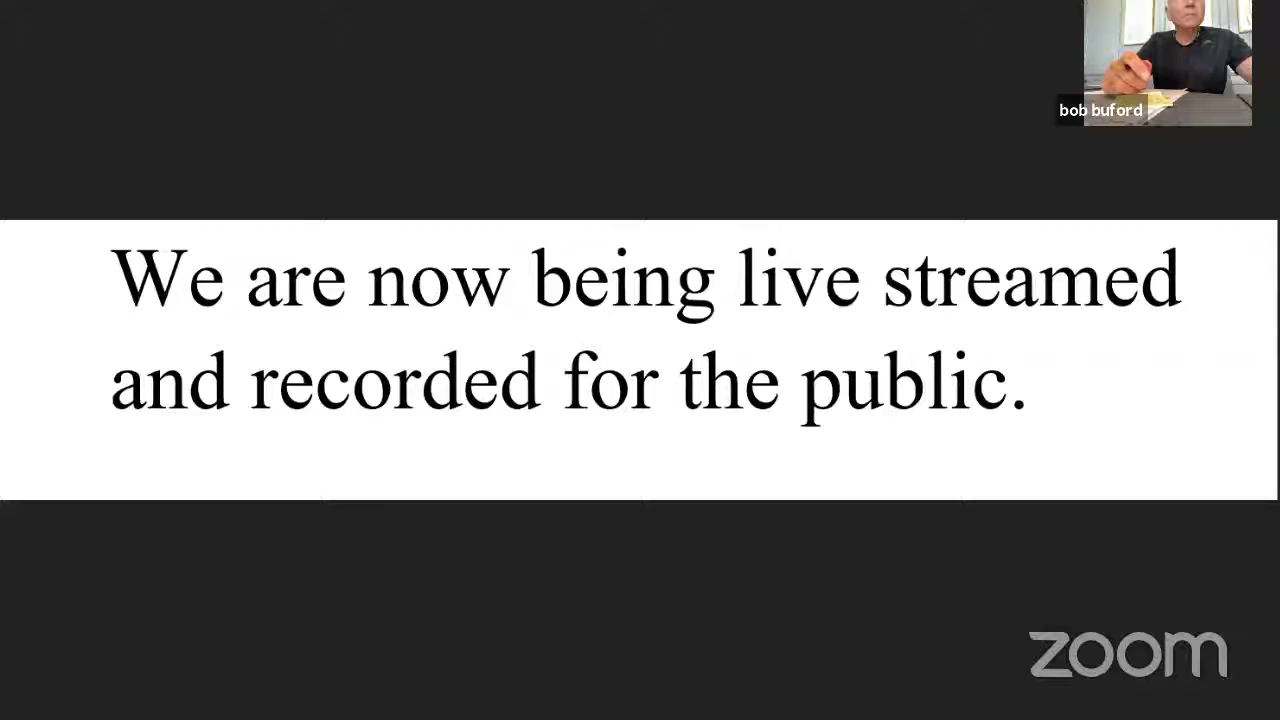 bob buford
We are now being live streamed
and recorded for the public.
zoom